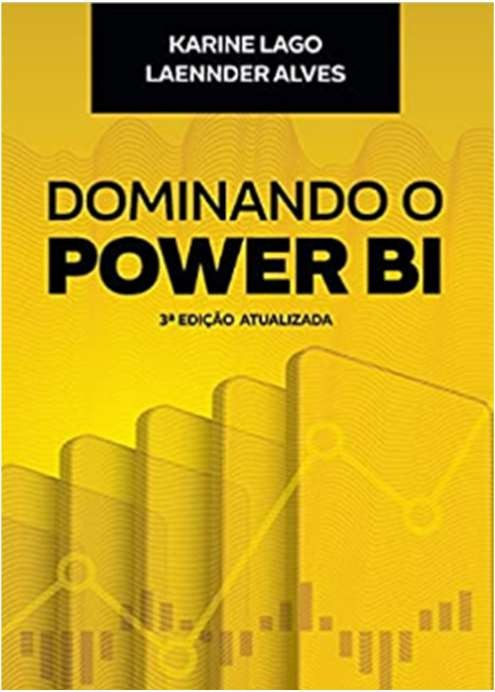 KARINE LAGO
LAENNDER ALVES
DOMINANDO O
POWER BI
3ª EDIÇÃO ATUALIZADA